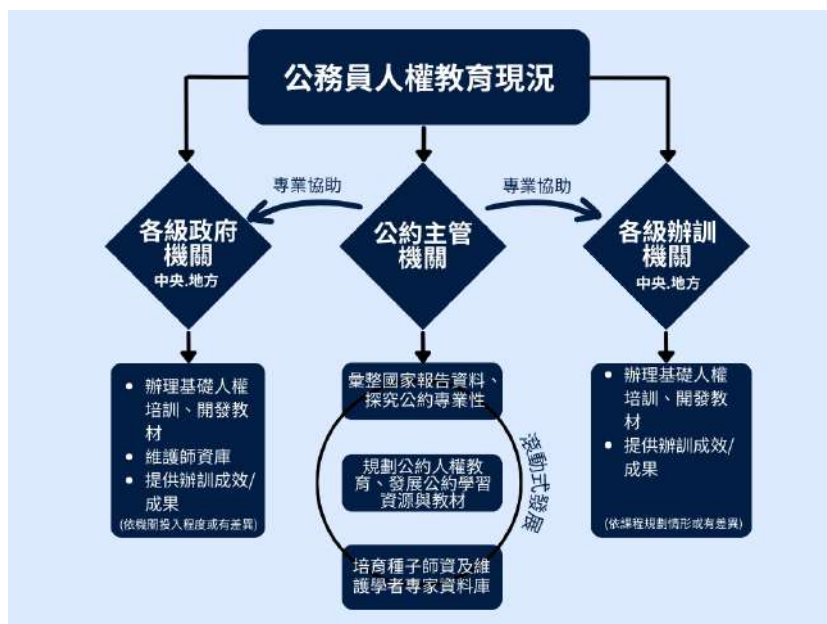 公務員人權教育現況
專業協助
專業協助
各級政府
機關
中央.地方
公約主管
機關
各級辦訓
機關
中央.地方
• 辦理基礎人權
培訓、開發教
材
• 維護師資庫
• 提供辦訓成效/
成果
(依機關投入程度或有差異)
彙整國家報告資料、
探究公約專業性
規劃公約人權教
育、發展公約學習
資源與教材
培育種子師資及維
護學者專家資料庫
滾動式發展
• 辦理基礎人權
培訓、開發教
材
• 提供辦訓成效/
成果
(依課程規劃情形或有差異)